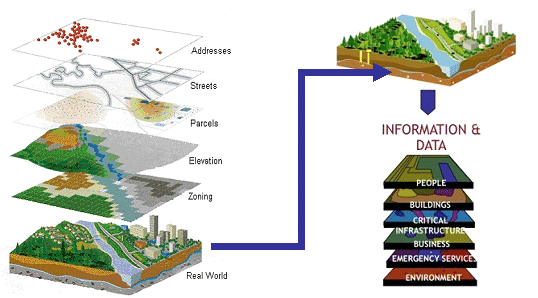 Addresses
Streets
Parcels
Elevation
Zoning
Real World
INFORMATION &
DATA
PEOPLE
BUILDINGS
CRITICAL
INFRASTRUCTURE
BUSINESS
EMERGENCY SERVICES
ENVIRONMENT